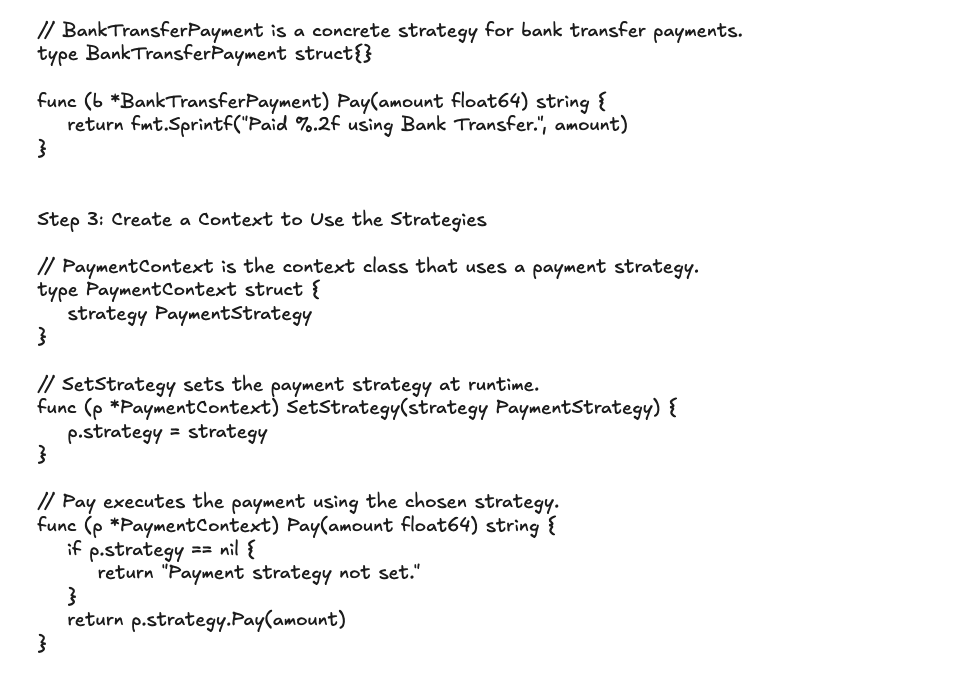 // BankTransferPayment is a concrete strategy for bank transfer payments.
type BankTransferPayment struct{}

func (b *BankTransferPayment) Pay(amount float64) string {
    return fmt.Sprintf("Paid %.2f using Bank Transfer.", amount)
}

Step 3: Create a Context to Use the Strategies

// PaymentContext is the context class that uses a payment strategy.
type PaymentContext struct {
    strategy PaymentStrategy
}

// SetStrategy sets the payment strategy at runtime.
func (p *PaymentContext) SetStrategy(strategy PaymentStrategy) {
    p.strategy = strategy
}

// Pay executes the payment using the chosen strategy.
func (p *PaymentContext) Pay(amount float64) string {
    if p.strategy == nil {
        return "Payment strategy not set."
    }
    return p.strategy.Pay(amount)
}